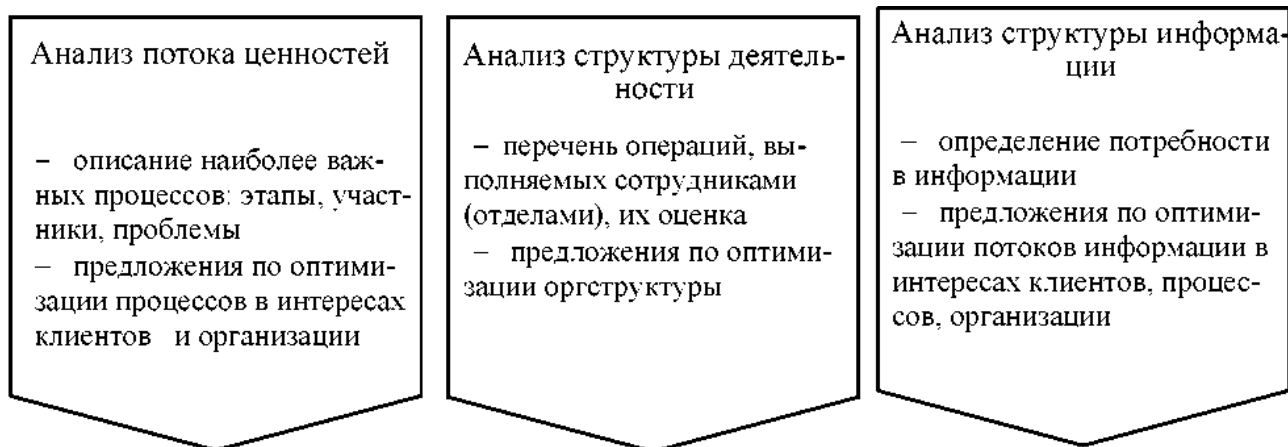 Анализ потока ценностей
– описание наиболее важ-
ных процессов: этапы, участ-
ники, проблемы
– предложения по оптими-
зации процессов в интересах
клиентов и организации
Анализ структуры деятель-
ности
– перечень операций, вы-
полняемых сотрудниками
(отделами), их оценка
– предложения по оптими-
зации оргструктуры
Анализ структуры информа-
ции
– определение потребности
в информации
– предложения по оптими-
зации потоков информации в
интересах клиентов, процес-
сов, организации